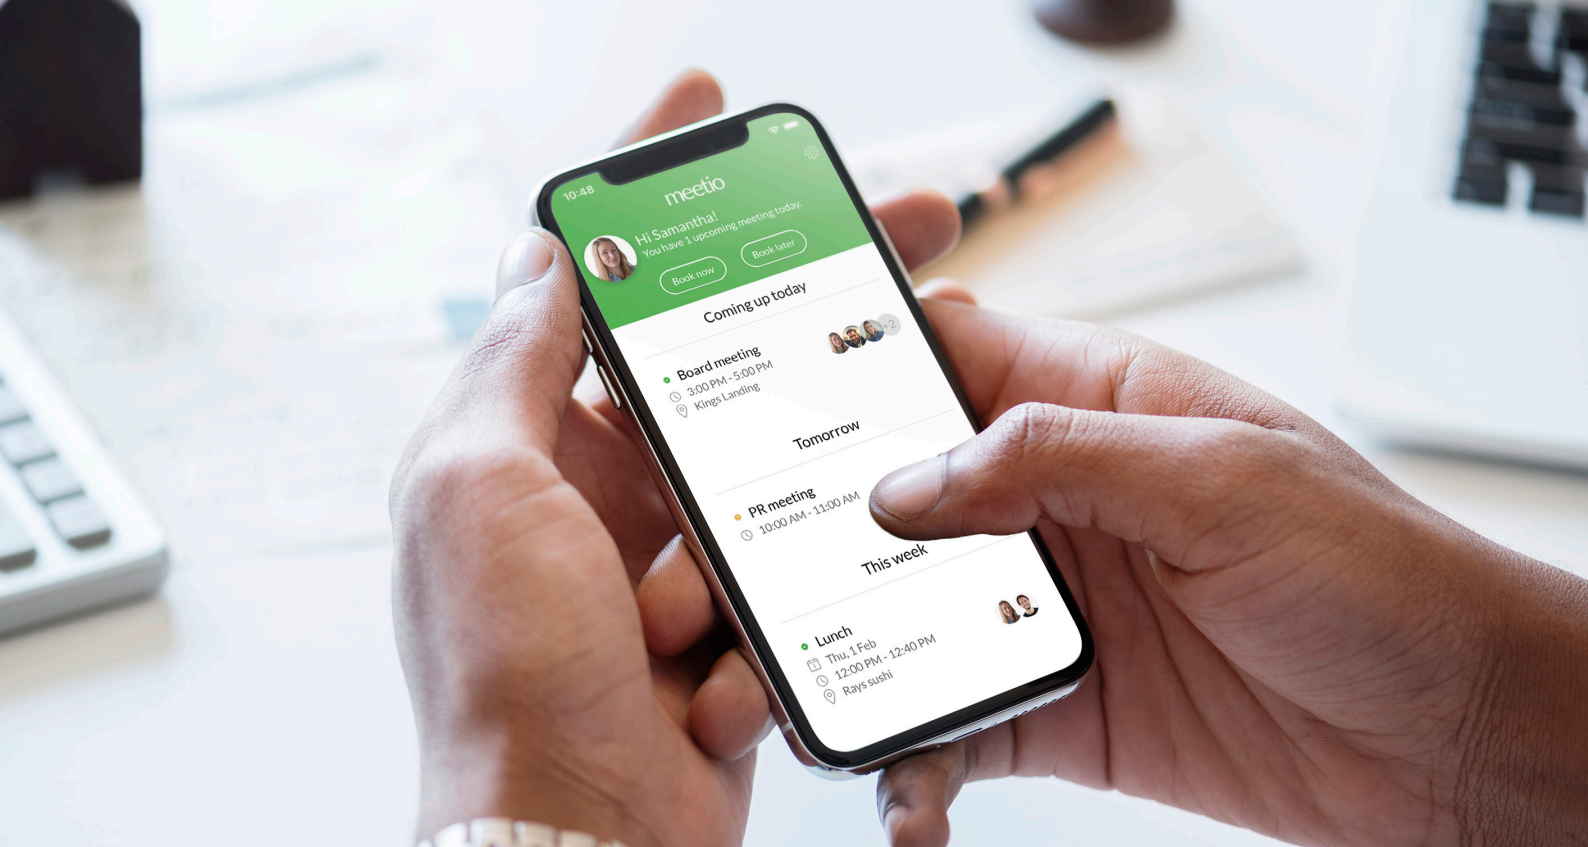 10:48
meetio
Hi Samantha!
You have 1 upcoming meeting today.
Book now
Book later
Coming up today
Board meeting
+2
3:00 PM - 5:00 PM
Kings Landing
Tomorrow
PR meeting
10:00 AM - 11:00 AM
This week
Lunch
Thu, 1 Feb
12:00 PM - 12:40 PM
Rays sushi